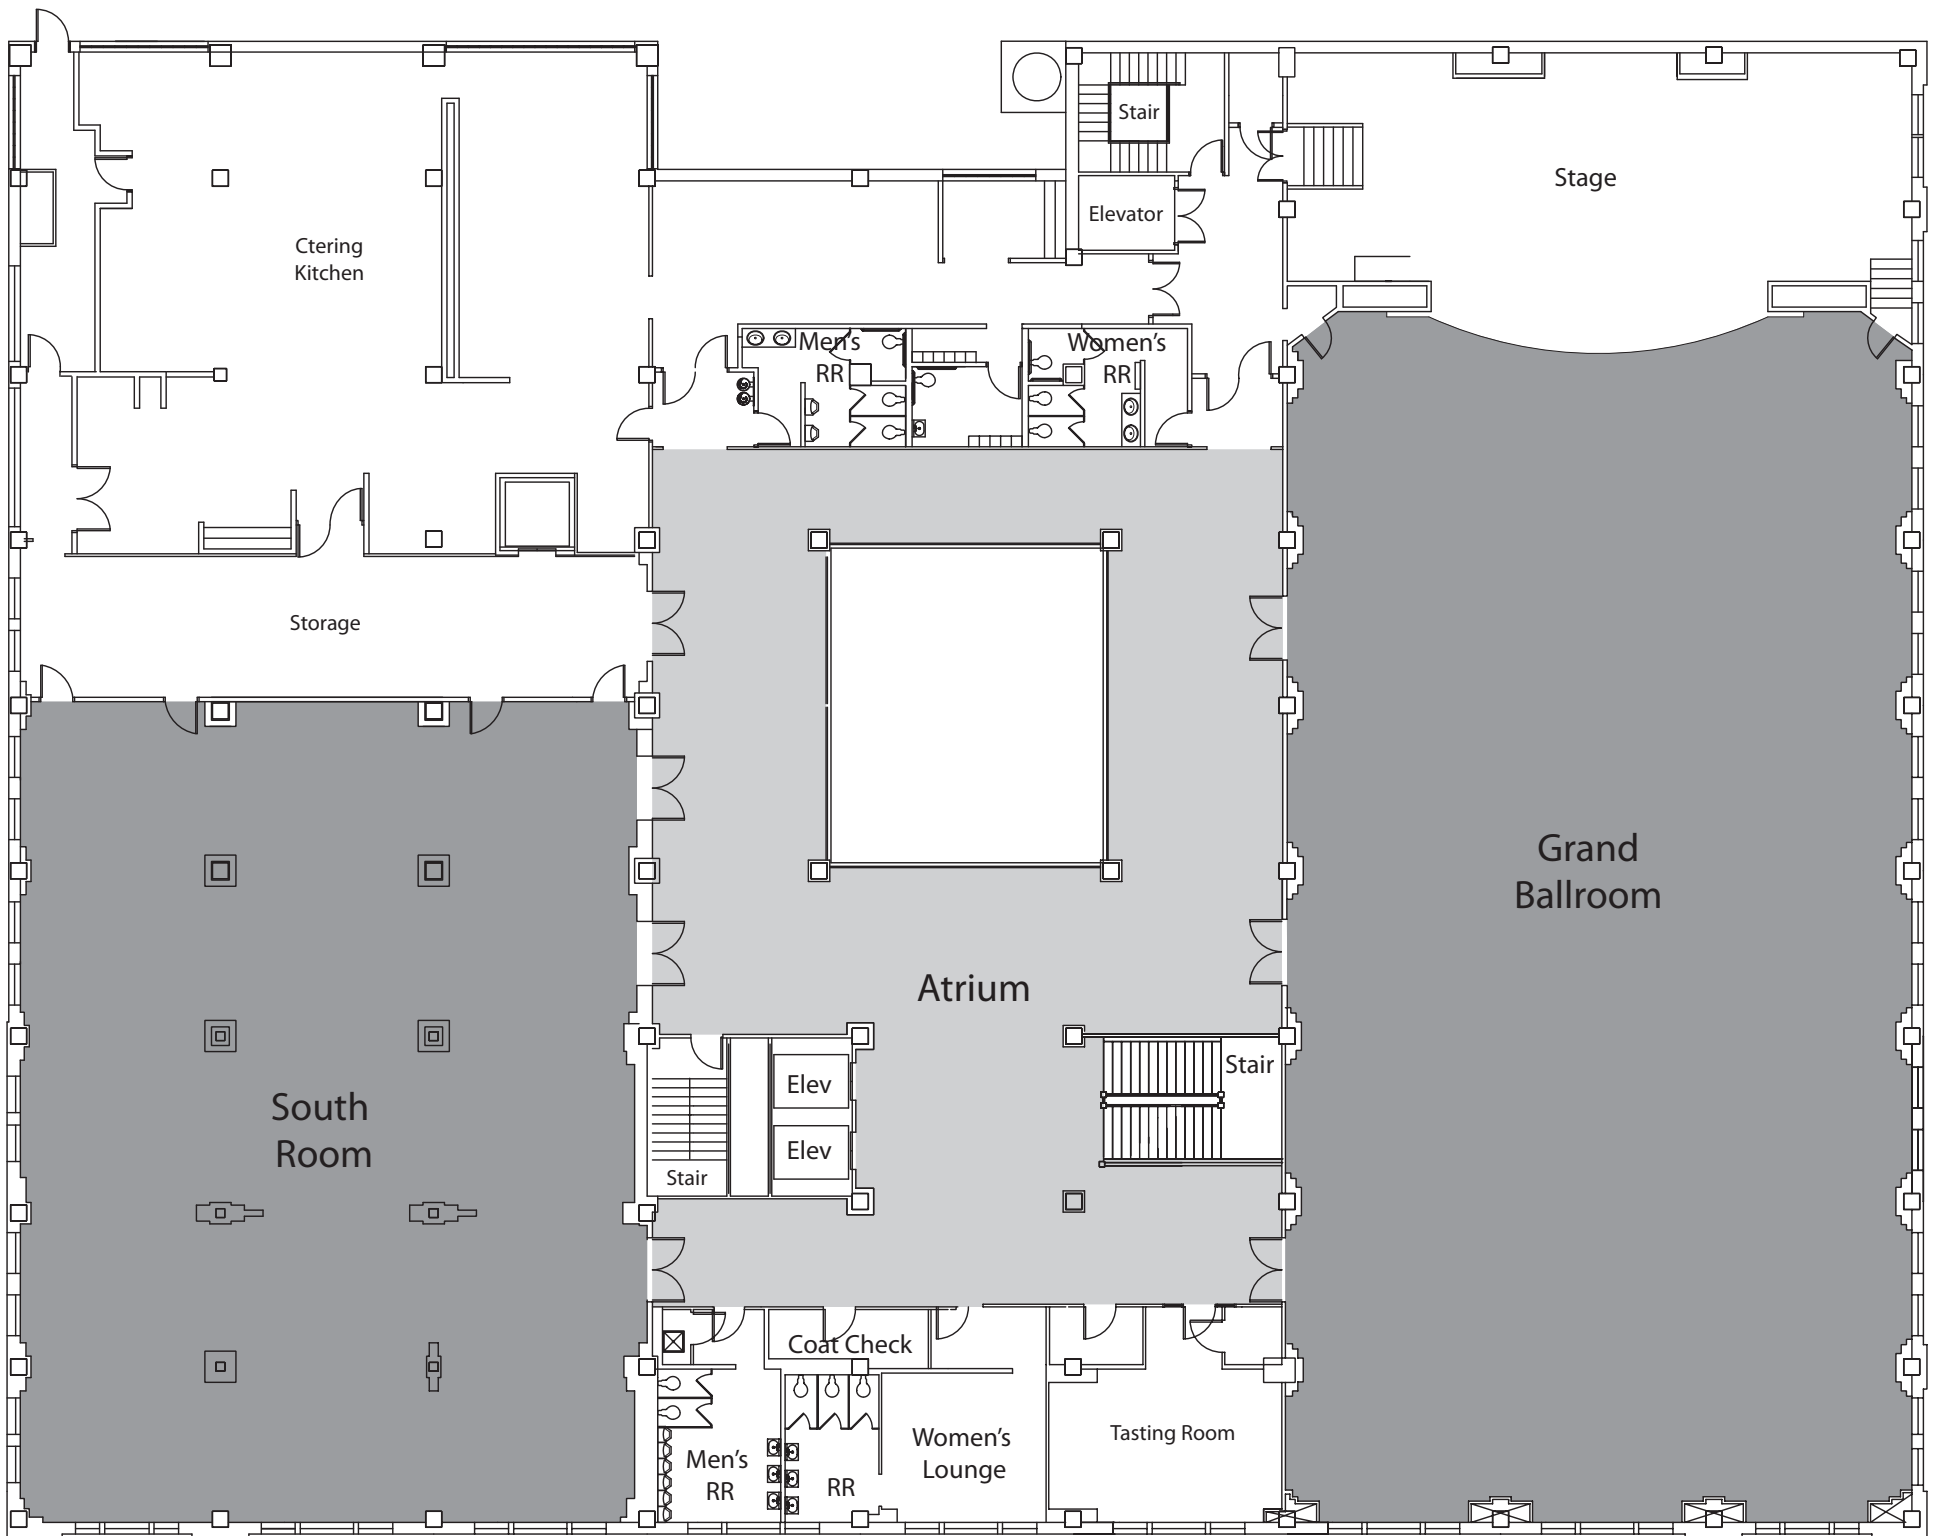 Stair
Stage
Elevator
Ctering
Kitchen
Men's
RR
Women's
RR
Storage
Grand
Ballroom
Atrium
South
Room
Stair
Elev
Elev
Stair
Coat Check
Men's
RR
RR
Women's
Lounge
Tasting Room